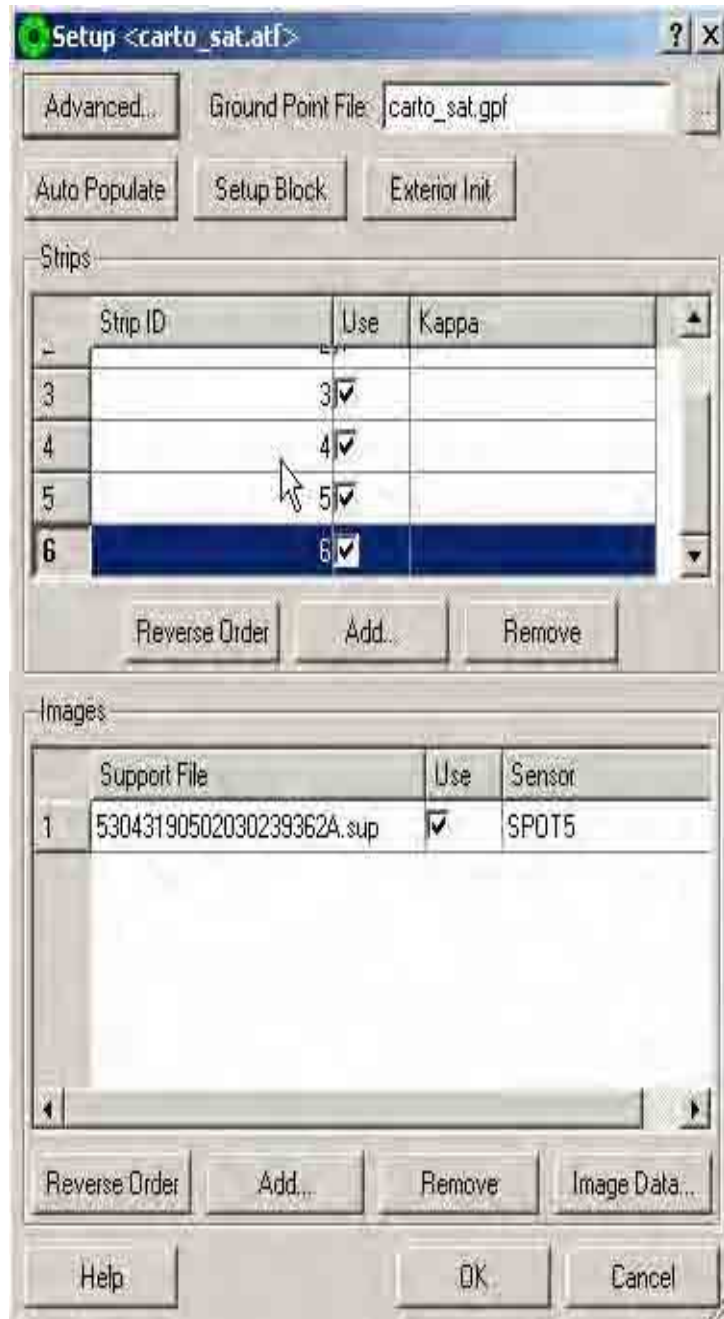 Setup <carto_sat.atf>
Advanced... Ground Point File: carto_sat.gpf ...
Auto Populate Setup Block Exterior Init
Strips
Strip ID Use Kappa
3 3
4 4
5 5
6 6
Reverse Order Add... Remove
Images
Support File Use Sensor
1 53043190502030239362A.sup SPOT5
Reverse Order Add... Remove Image Data...
Help OK Cancel